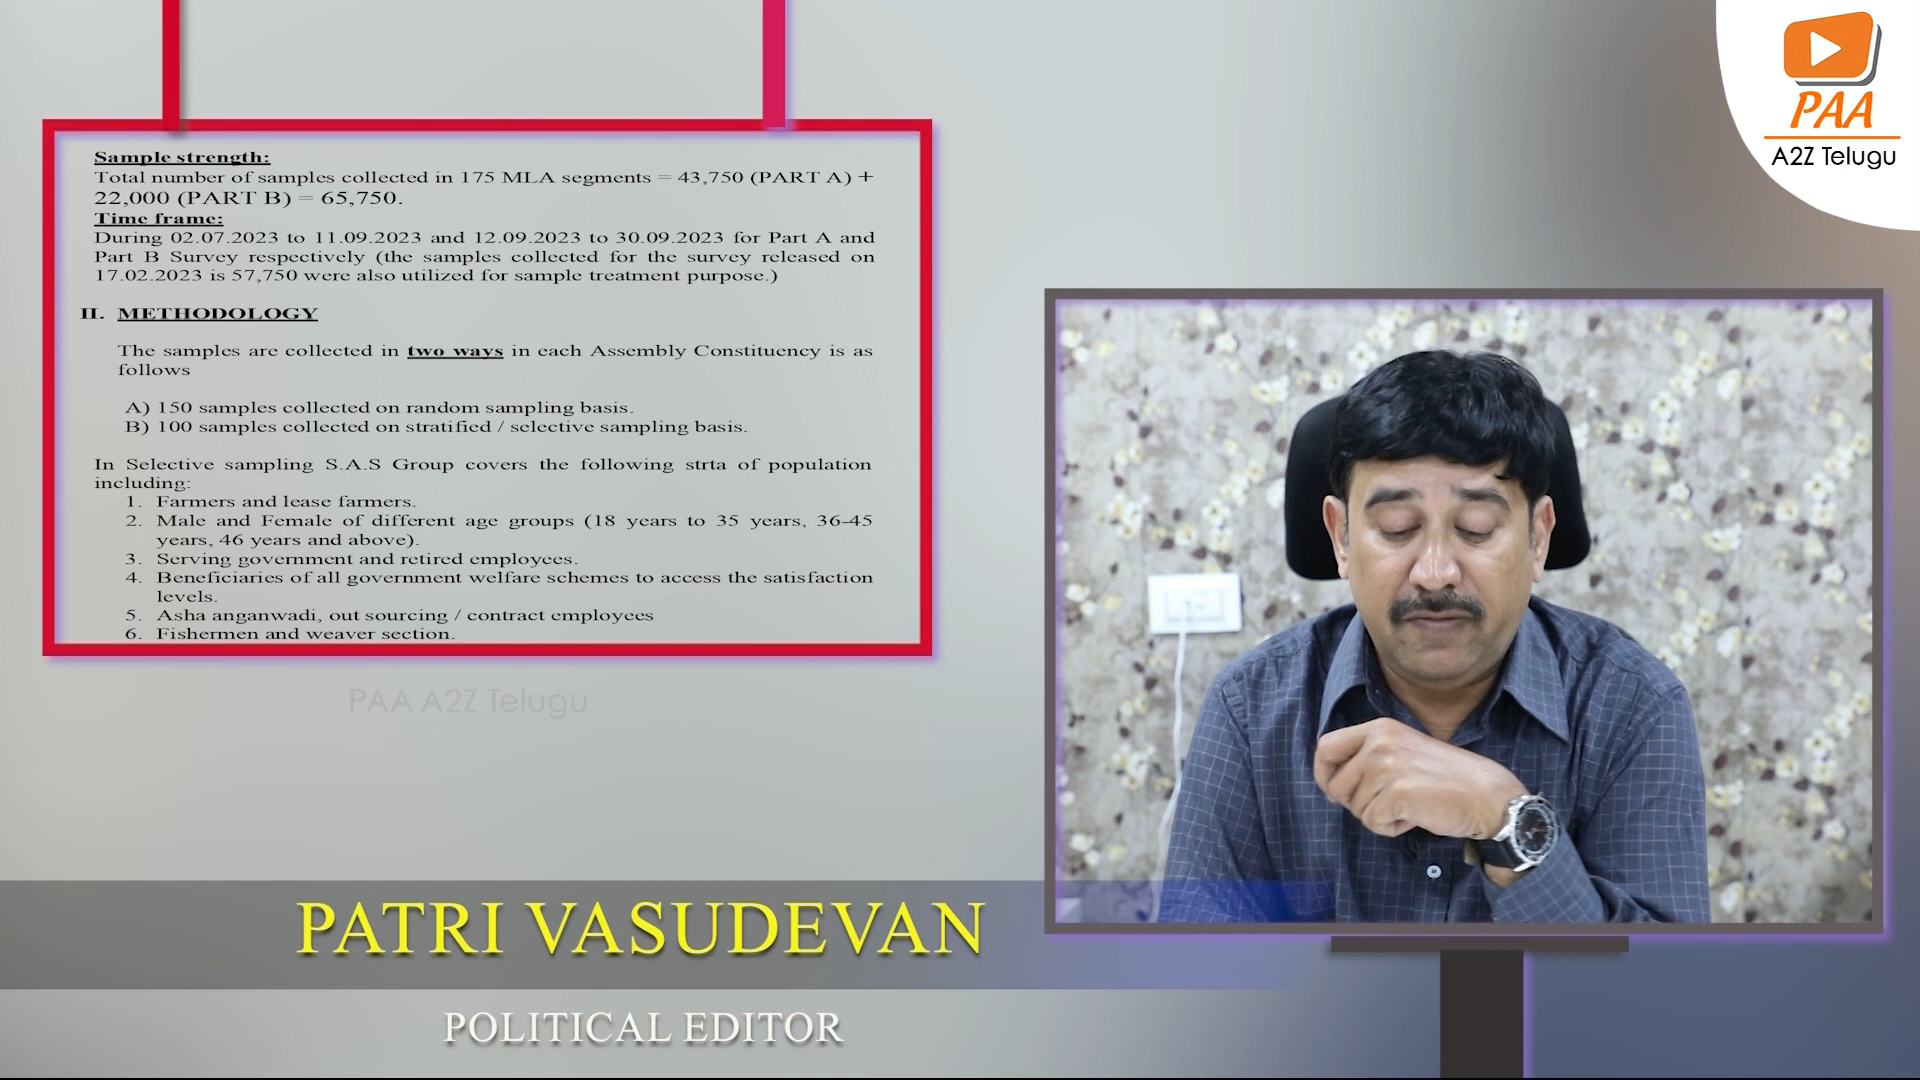 Sample strength:
Total number of samples collected in 175 MLA segments = 43,750 (PART A) +
22,000 (PART B) = 65,750.
Time frame:
During 02.07.2023 to 11.09.2023 and 12.09.2023 to 30.09.2023 for Part A and
Part B Survey respectively (the samples collected for the survey released on
17.02.2023 is 57,750 were also utilized for sample treatment purpose.)
II. METHODOLOGY
The samples are collected in two ways in each Assembly Constituency is as
follows
A) 150 samples collected on random sampling basis.
B) 100 samples collected on stratified / selective sampling basis.
In Selective sampling S.A.S Group covers the following strta of population
including:
1. Farmers and lease farmers.
2. Male and Female of different age groups (18 years to 35 years, 36-45
years, 46 years and above).
3. Serving government and retired employees.
4. Beneficiaries of all government welfare schemes to access the satisfaction
levels.
5. Asha anganwadi, out sourcing / contract employees
6. Fishermen and weaver section.
PAA A2Z Telugu
PATRI VASUDEVAN
POLITICAL EDITOR
PAA
A2Z Telugu